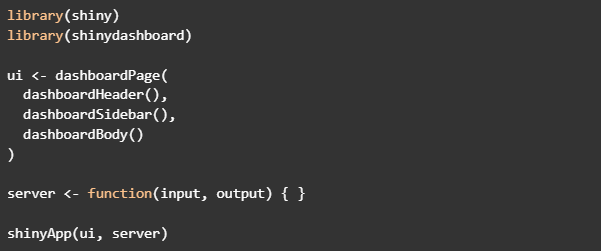 library(shiny)
library(shinydashboard)

ui <- dashboardPage(
  dashboardHeader(),
  dashboardSidebar(),
  dashboardBody()
)

server <- function(input, output) { }

shinyApp(ui, server)